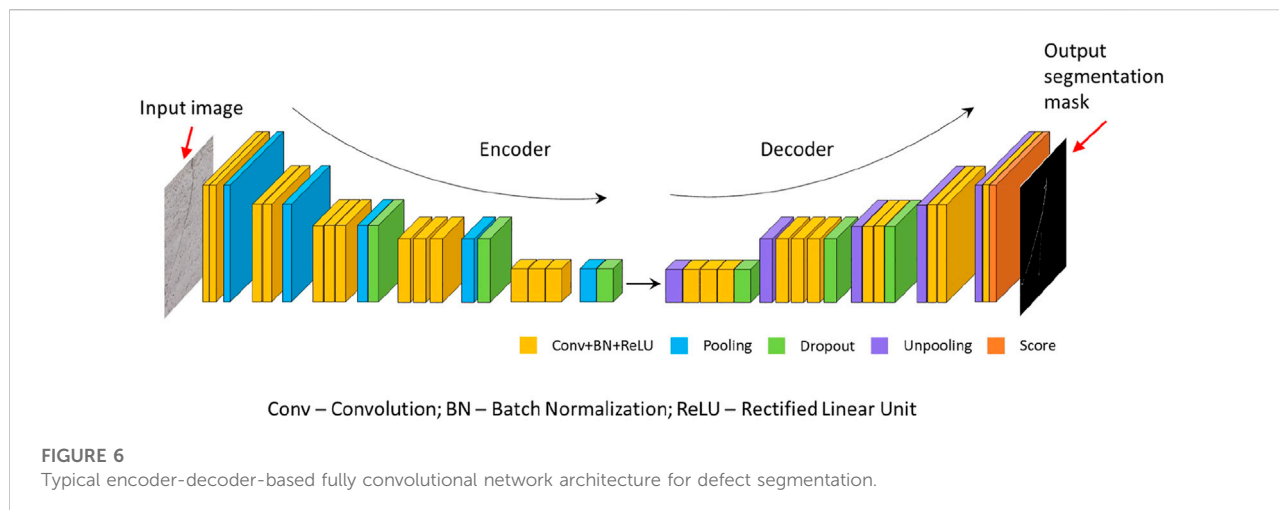 Input image
Encoder
Decoder
Output
segmentation
mask
Conv+BN+ReLU
Pooling
Dropout
Unpooling
Score
Conv – Convolution; BN – Batch Normalization; ReLU – Rectified Linear Unit
FIGURE 6
Typical encoder-decoder-based fully convolutional network architecture for defect segmentation.